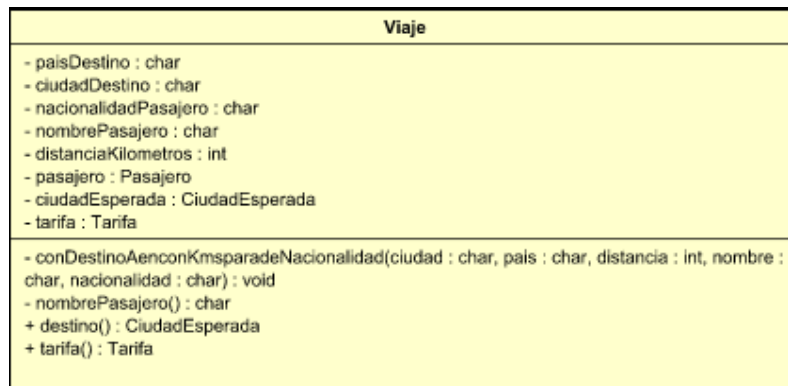 Viaje
- paisDestino : char
- ciudadDestino : char
- nacionalidadPasajero : char
- nombrePasajero : char
- distanciaKilometros : int
- pasajero : Pasajero
- ciudadEsperada : CiudadEsperada
- tarifa : Tarifa
- conDestinoAenconKmsparadeNacionalidad(ciudad : char, pais : char, distancia : int, nombre :
char, nacionalidad : char) : void
- nombrePasajero() : char
+ destino() : CiudadEsperada
+ tarifa() : Tarifa